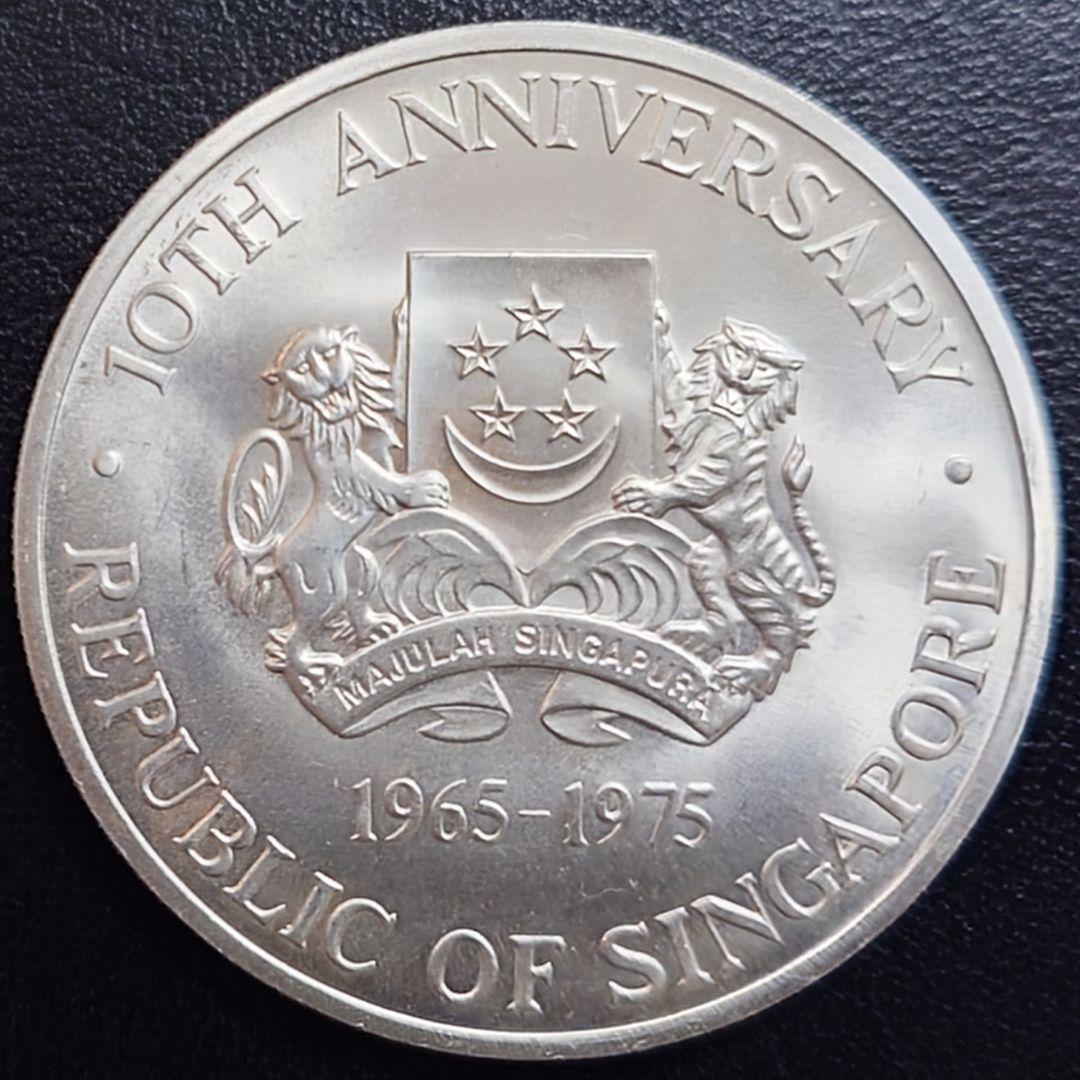 10TH ANNIVERSARY
MAJULAH SINGAPURA
1965-1975
· REPUBLIC OF SINGAPORE ·